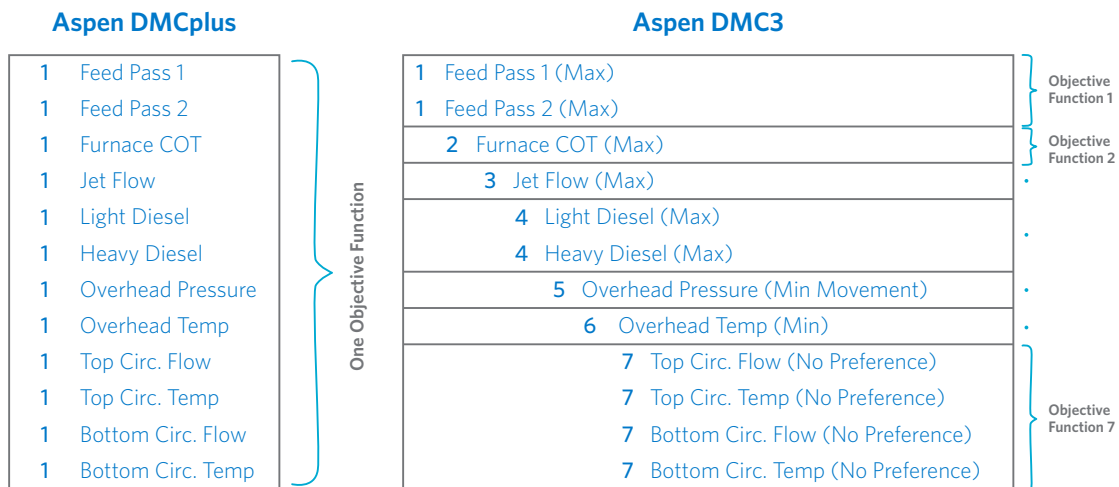 Aspen DMCplus
1 Feed Pass 1
1 Feed Pass 2
1 Furnace COT
1 Jet Flow
1 Light Diesel
1 Heavy Diesel
1 Overhead Pressure
1 Overhead Temp
1 Top Circ. Flow
1 Top Circ. Temp
1 Bottom Circ. Flow
1 Bottom Circ. Temp
One Objective Function
Aspen DMC3
1 Feed Pass 1 (Max)
1 Feed Pass 2 (Max)
2 Furnace COT (Max)
3 Jet Flow (Max)
4 Light Diesel (Max)
4 Heavy Diesel (Max)
5 Overhead Pressure (Min Movement)
6 Overhead Temp (Min)
7 Top Circ. Flow (No Preference)
7 Top Circ. Temp (No Preference)
7 Bottom Circ. Flow (No Preference)
7 Bottom Circ. Temp (No Preference)
Objective
Function 1
Objective
Function 2
Objective
Function 7